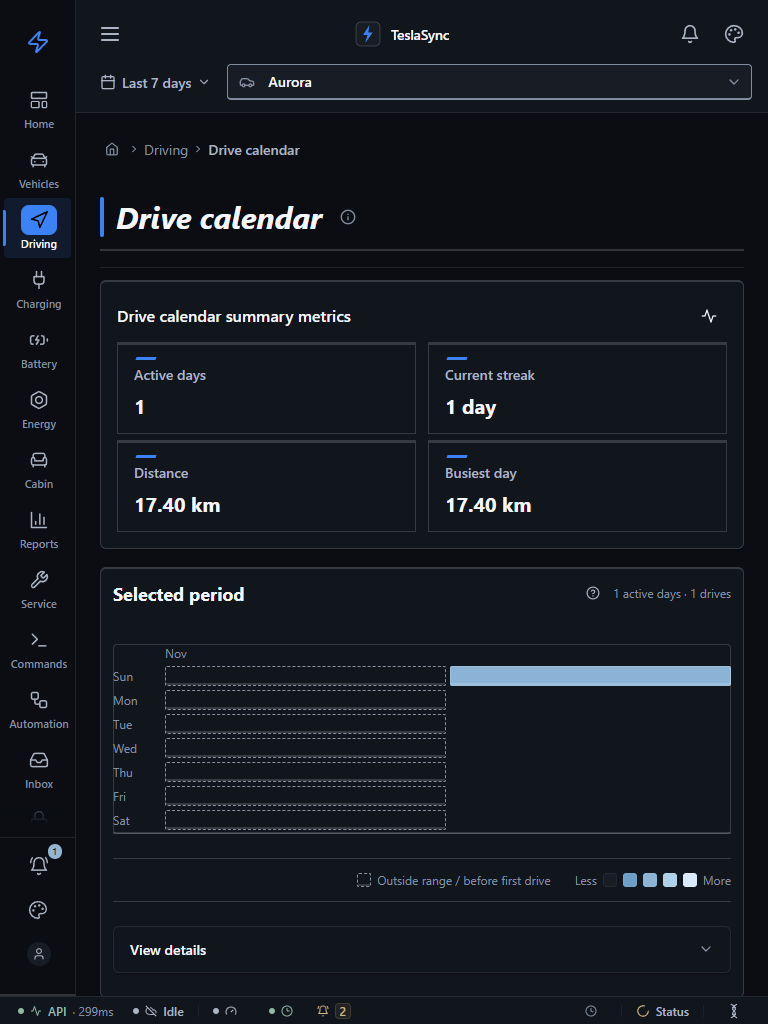 TeslaSync
Last 7 days
Aurora
Home
Vehicles
Driving
Charging
Battery
Energy
Cabin
Reports
Service
Commands
Automation
Inbox
1
Driving
Drive calendar
Drive calendar
Drive calendar summary metrics
Active days
1
Current streak
1 day
Distance
17.40 km
Busiest day
17.40 km
Selected period
1 active days · 1 drives
Nov
Sun
Mon
Tue
Wed
Thu
Fri
Sat
Outside range / before first drive
Less
More
View details
API · 299ms
Idle
2
Status